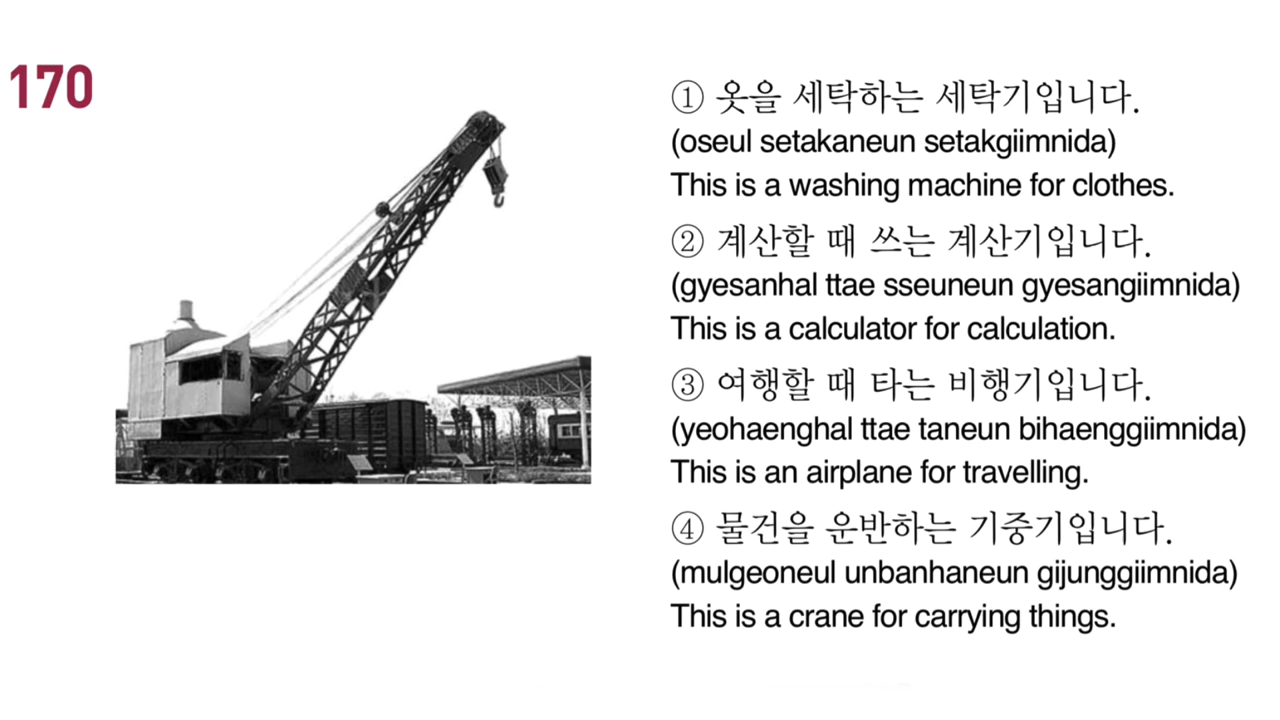 170
① 옷을 세탁하는 세탁기입니다.
(oseul setakaneun setakgiimnida)
This is a washing machine for clothes.
② 계산할 때 쓰는 계산기입니다.
(gyesanhal ttae sseuneun gyesangiimnida)
This is a calculator for calculation.
③ 여행할 때 타는 비행기입니다.
(yeohaenghal ttae taneun bihaenggiimnida)
This is an airplane for travelling.
④ 물건을 운반하는 기중기입니다.
(mulgeoneul unbanhaneun gijunggiimnida)
This is a crane for carrying things.